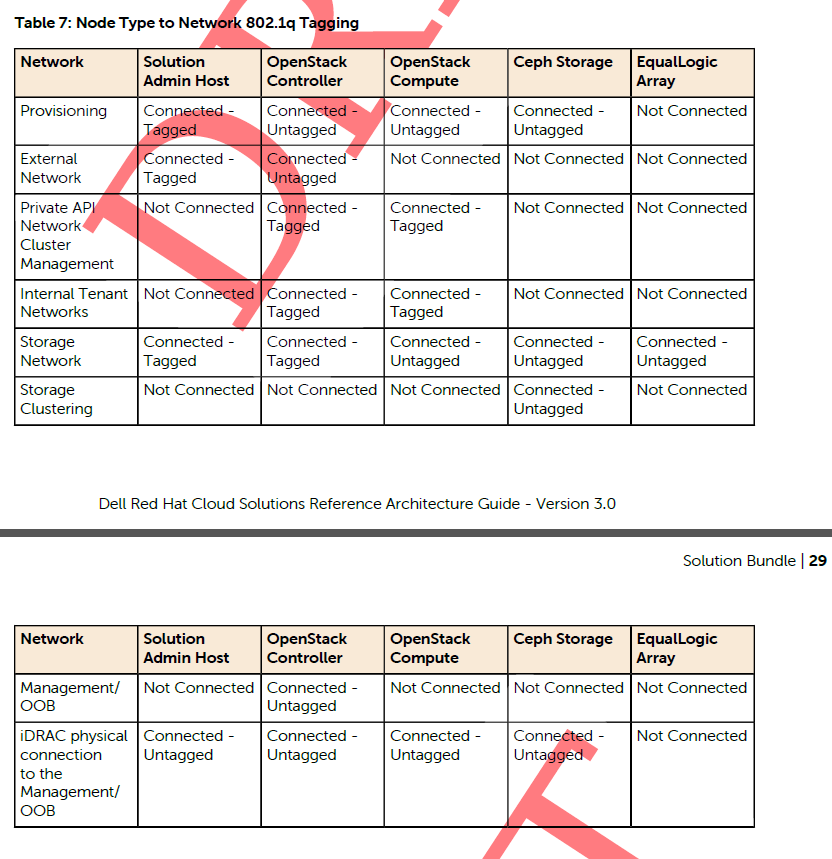 Table 7: Node Type to Network 802.1q Tagging
Network Solution Admin Host OpenStack Controller OpenStack Compute Ceph Storage EqualLogic Array
Provisioning Connected - Tagged Connected - Untagged Connected - Untagged Connected - Untagged Not Connected
External Network Connected - Tagged Connected - Untagged Not Connected Not Connected Not Connected
Private API Network Cluster Management Not Connected Connected - Tagged Connected - Tagged Not Connected Not Connected
Internal Tenant Networks Not Connected Connected - Tagged Connected - Tagged Not Connected Not Connected
Storage Network Connected - Tagged Connected - Tagged Connected - Untagged Connected - Untagged Connected - Untagged
Storage Clustering Not Connected Not Connected Not Connected Connected - Untagged Not Connected
Dell Red Hat Cloud Solutions Reference Architecture Guide - Version 3.0
Solution Bundle | 29
Network Solution Admin Host OpenStack Controller OpenStack Compute Ceph Storage EqualLogic Array
Management/ OOB Not Connected Connected - Untagged Not Connected Not Connected Not Connected
iDRAC physical connection to the Management/ OOB Connected - Untagged Connected - Untagged Connected - Untagged Connected - Untagged Not Connected